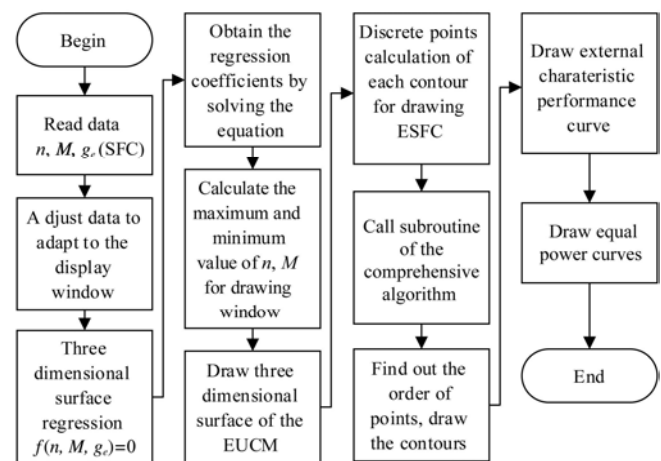 Begin
Read data
n, M, gₑ (SFC)
A djust data to
adapt to the
display
window
Three
dimensional
surface
regression
f(n, M, gₑ)=0
Obtain the
regression
coefficients by
solving the
equation
Calculate the
maximum and
minimum
value of n, M
for drawing
window
Draw three
dimensional
surface of the
EUCM
Discrete points
calculation of
each contour
for drawing
ESFC
Call subroutine
of the
comprehensive
algorithm
Find out the
order of
points, draw
the contours
Draw external
charateristic
performance
curve
Draw equal
power curves
End